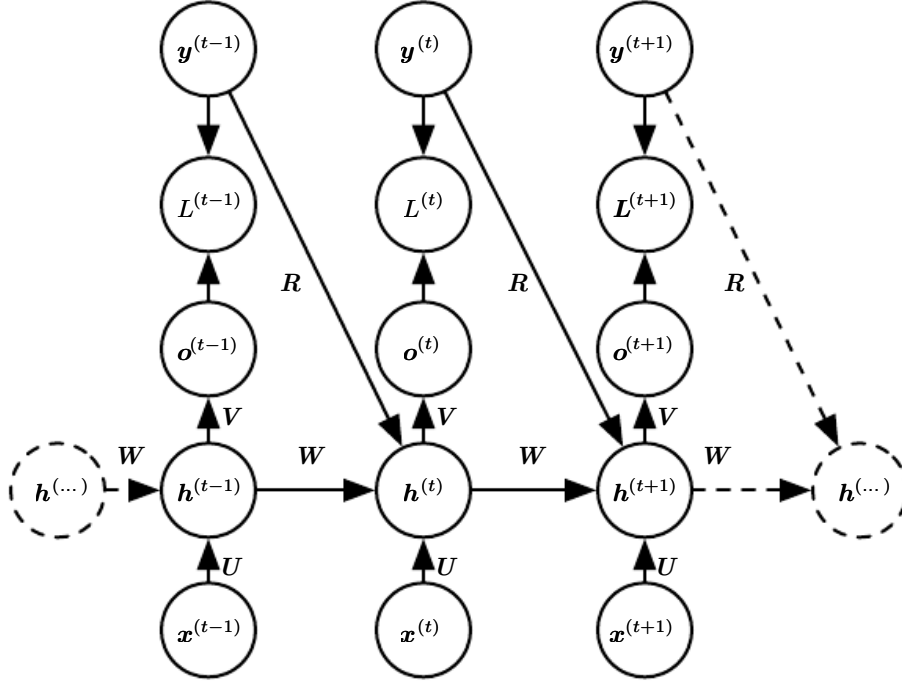 y^(t−1) y^(t) y^(t+1)
L^(t−1) L^(t) L^(t+1)
R R R
o^(t−1) o^(t) o^(t+1)
V V V
W W W W
h^(...) h^(t−1) h^(t) h^(t+1) h^(...)
U U U
x^(t−1) x^(t) x^(t+1)